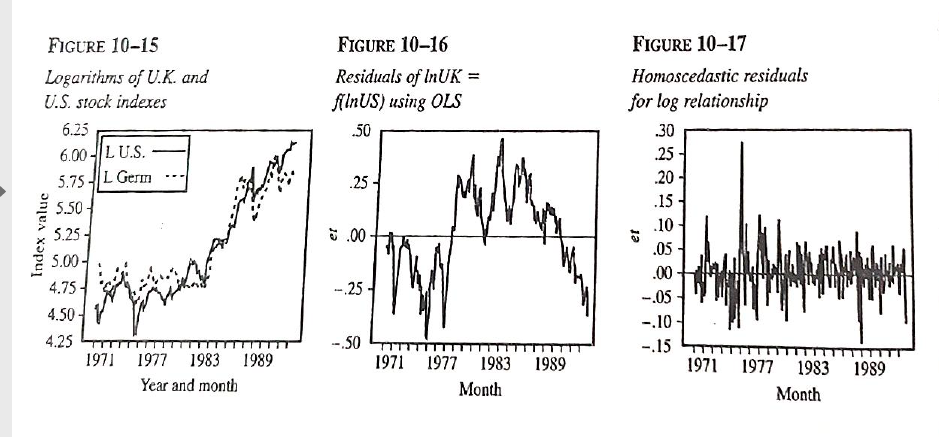 FIGURE 10–15
Logarithms of U.K. and
U.S. stock indexes
6.25
6.00
5.75
5.50
5.25
5.00
4.75
4.50
4.25
Index value
L U.S.
L Germ
1971 1977 1983 1989
Year and month
FIGURE 10–16
Residuals of lnUK =
f(lnUS) using OLS
.50
.25
.00
-.25
-.50
et
1971 1977 1983 1989
Month
FIGURE 10–17
Homoscedastic residuals
for log relationship
.30
.25
.20
.15
.10
.05
.00
-.05
-.10
-.15
et
1971 1977 1983 1989
Month